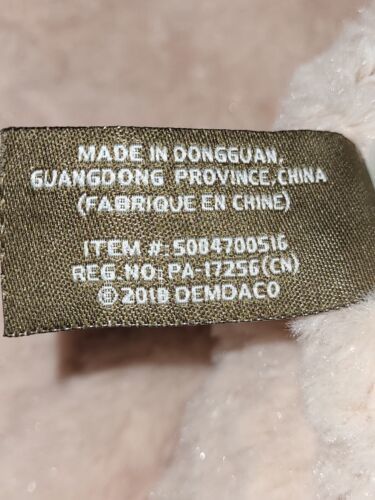 MADE IN DONGGUAN,
GUANGDONG PROVINCE, CHINA
(FABRIQUE EN CHINE)
ITEM #: 5004700516
REG.NO: PA-17256(CN)
© 2018 DEMDACO